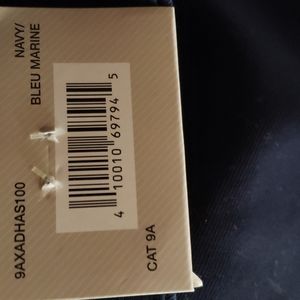 NAVY/
BLEU MARINE
4 10010 69794 5
9AXADHAS100
CAT 9A